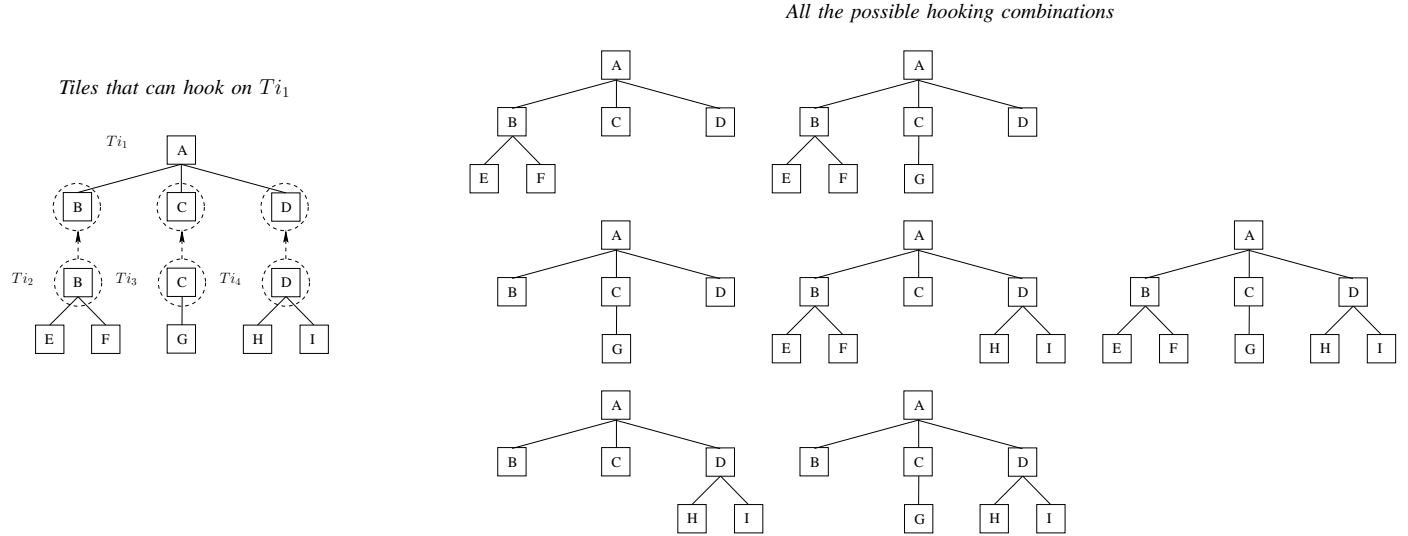 All the possible hooking combinations
Tiles that can hook on Ti1
Ti1 A
B C D
Ti2 B Ti3 C Ti4 D
E F G H I
A A
B C D B C D
E F E F G
A A A
B C D B C D B C D
G E F H I E F G H I
A A
B C D B C D
H I G H I